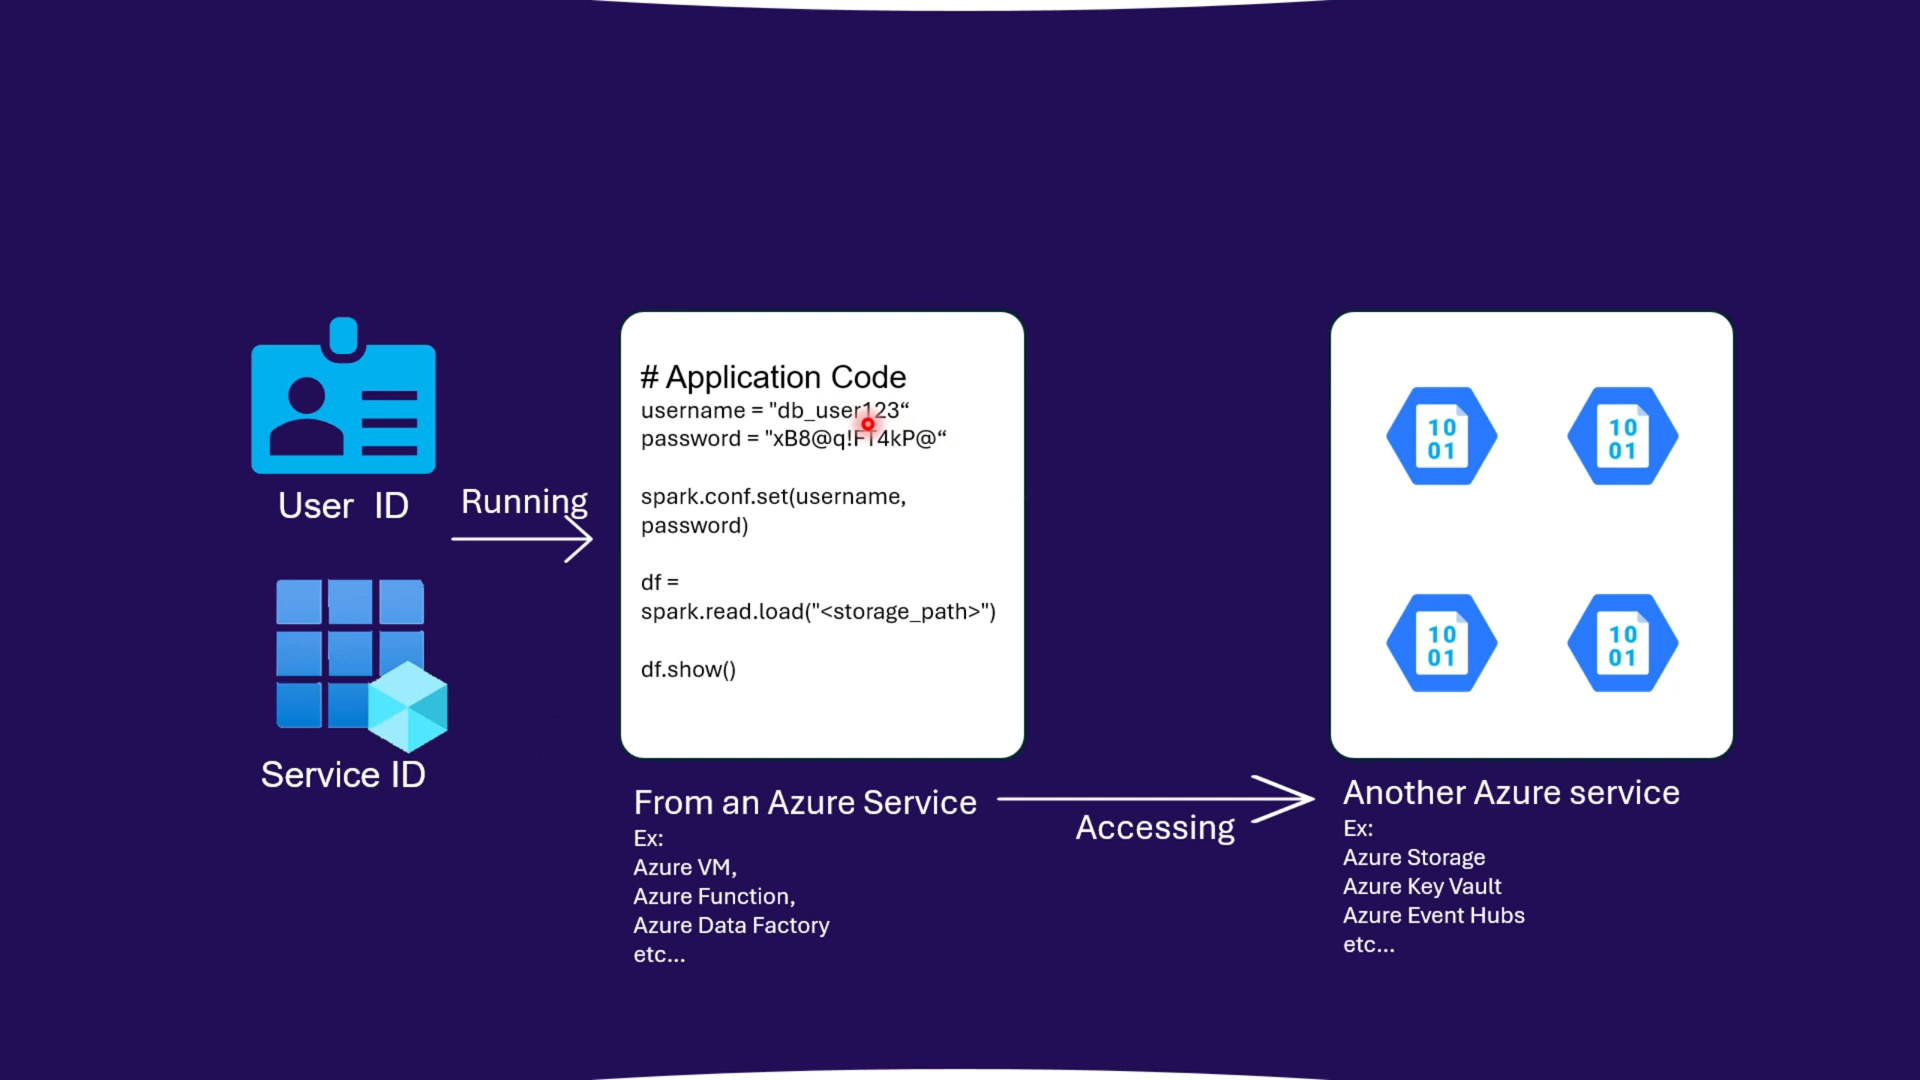 User ID
Running
Service ID
# Application Code
username = "db_user123“
password = "xB8@q!FT4kP@“
spark.conf.set(username,
password)
df =
spark.read.load("<storage_path>")
df.show()
From an Azure Service
Ex:
Azure VM,
Azure Function,
Azure Data Factory
etc...
Accessing
10
01
10
01
10
01
10
01
Another Azure service
Ex:
Azure Storage
Azure Key Vault
Azure Event Hubs
etc...